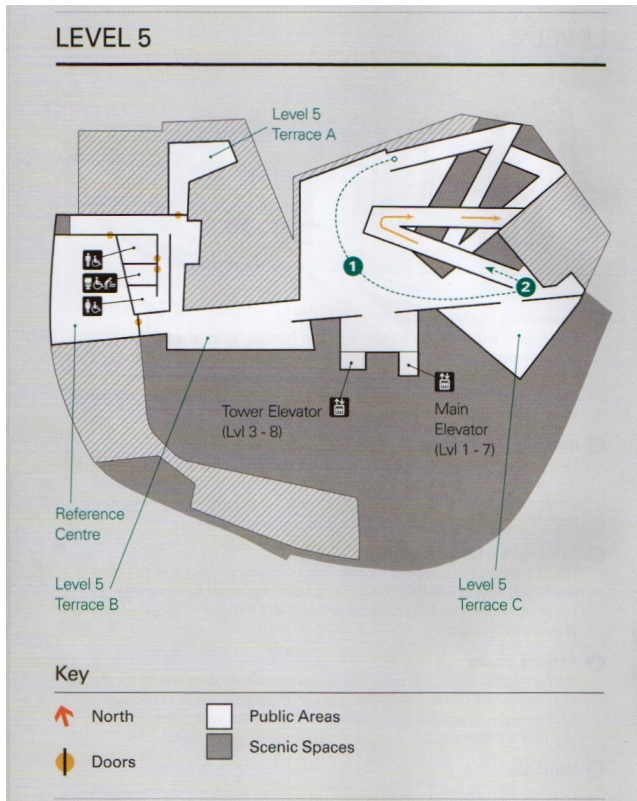 LEVEL 5
Level 5
Terrace A
1
2
Tower Elevator
(Lvl 3 - 8)
Main
Elevator
(Lvl 1 - 7)
Reference
Centre
Level 5
Terrace B
Level 5
Terrace C
Key
North
Public Areas
Scenic Spaces
Doors